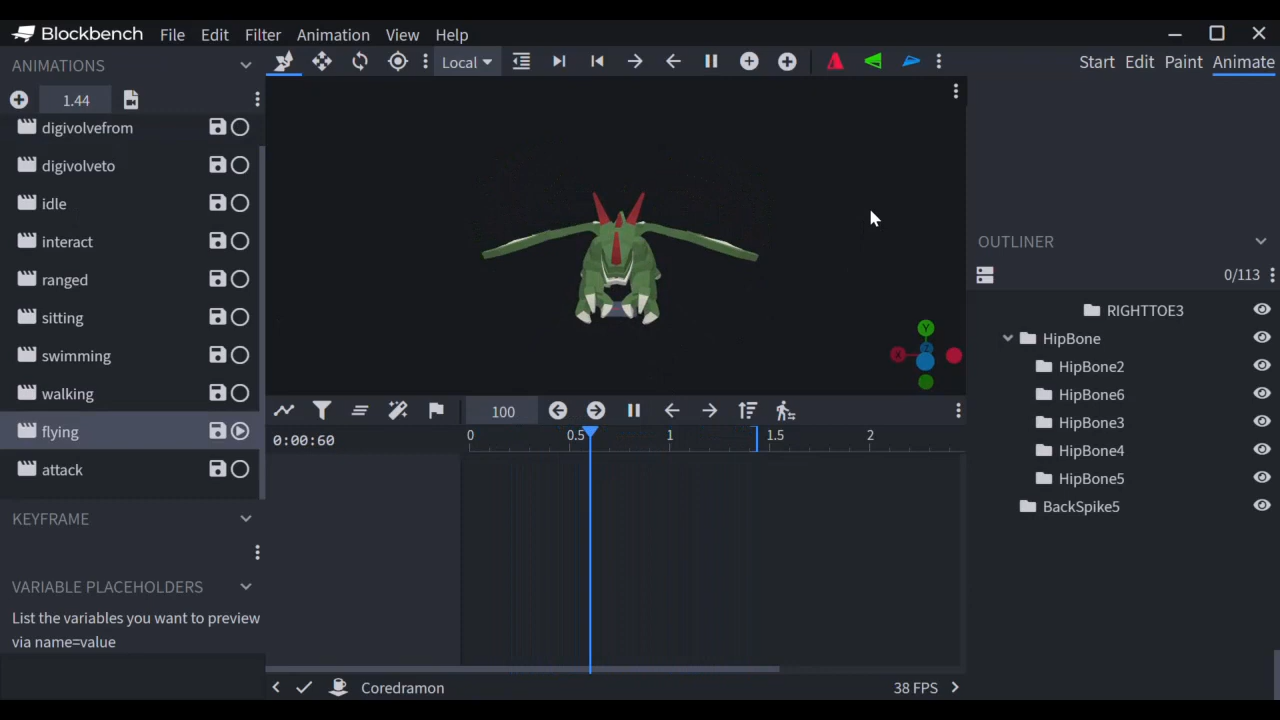 Blockbench File Edit Filter Animation View Help
ANIMATIONS
Local
Start Edit Paint Animate
1.44
digivolvefrom
digivolveto
idle
interact
ranged
sitting
swimming
walking
flying
attack
KEYFRAME
VARIABLE PLACEHOLDERS
List the variables you want to preview
via name=value
Y
X
Z
100
0:00:60
0 0.5 1 1.5 2
Coredramon
38 FPS
OUTLINER
0/113
RIGHTTOE3
HipBone
HipBone2
HipBone6
HipBone3
HipBone4
HipBone5
BackSpike5